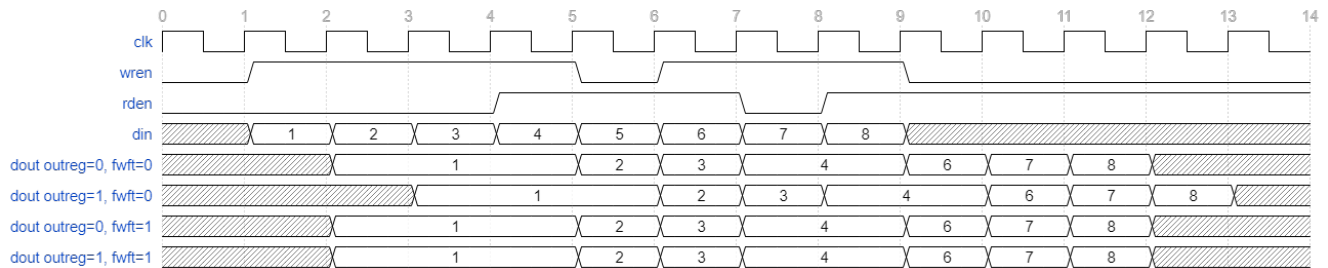 0 1 2 3 4 5 6 7 8 9 10 11 12 13 14
clk
wren
rden
din 1 2 3 4 5 6 7 8
dout outreg=0, fwft=0 1 2 3 4 6 7 8
dout outreg=1, fwft=0 1 2 3 4 6 7 8
dout outreg=0, fwft=1 1 2 3 4 6 7 8
dout outreg=1, fwft=1 1 2 3 4 6 7 8